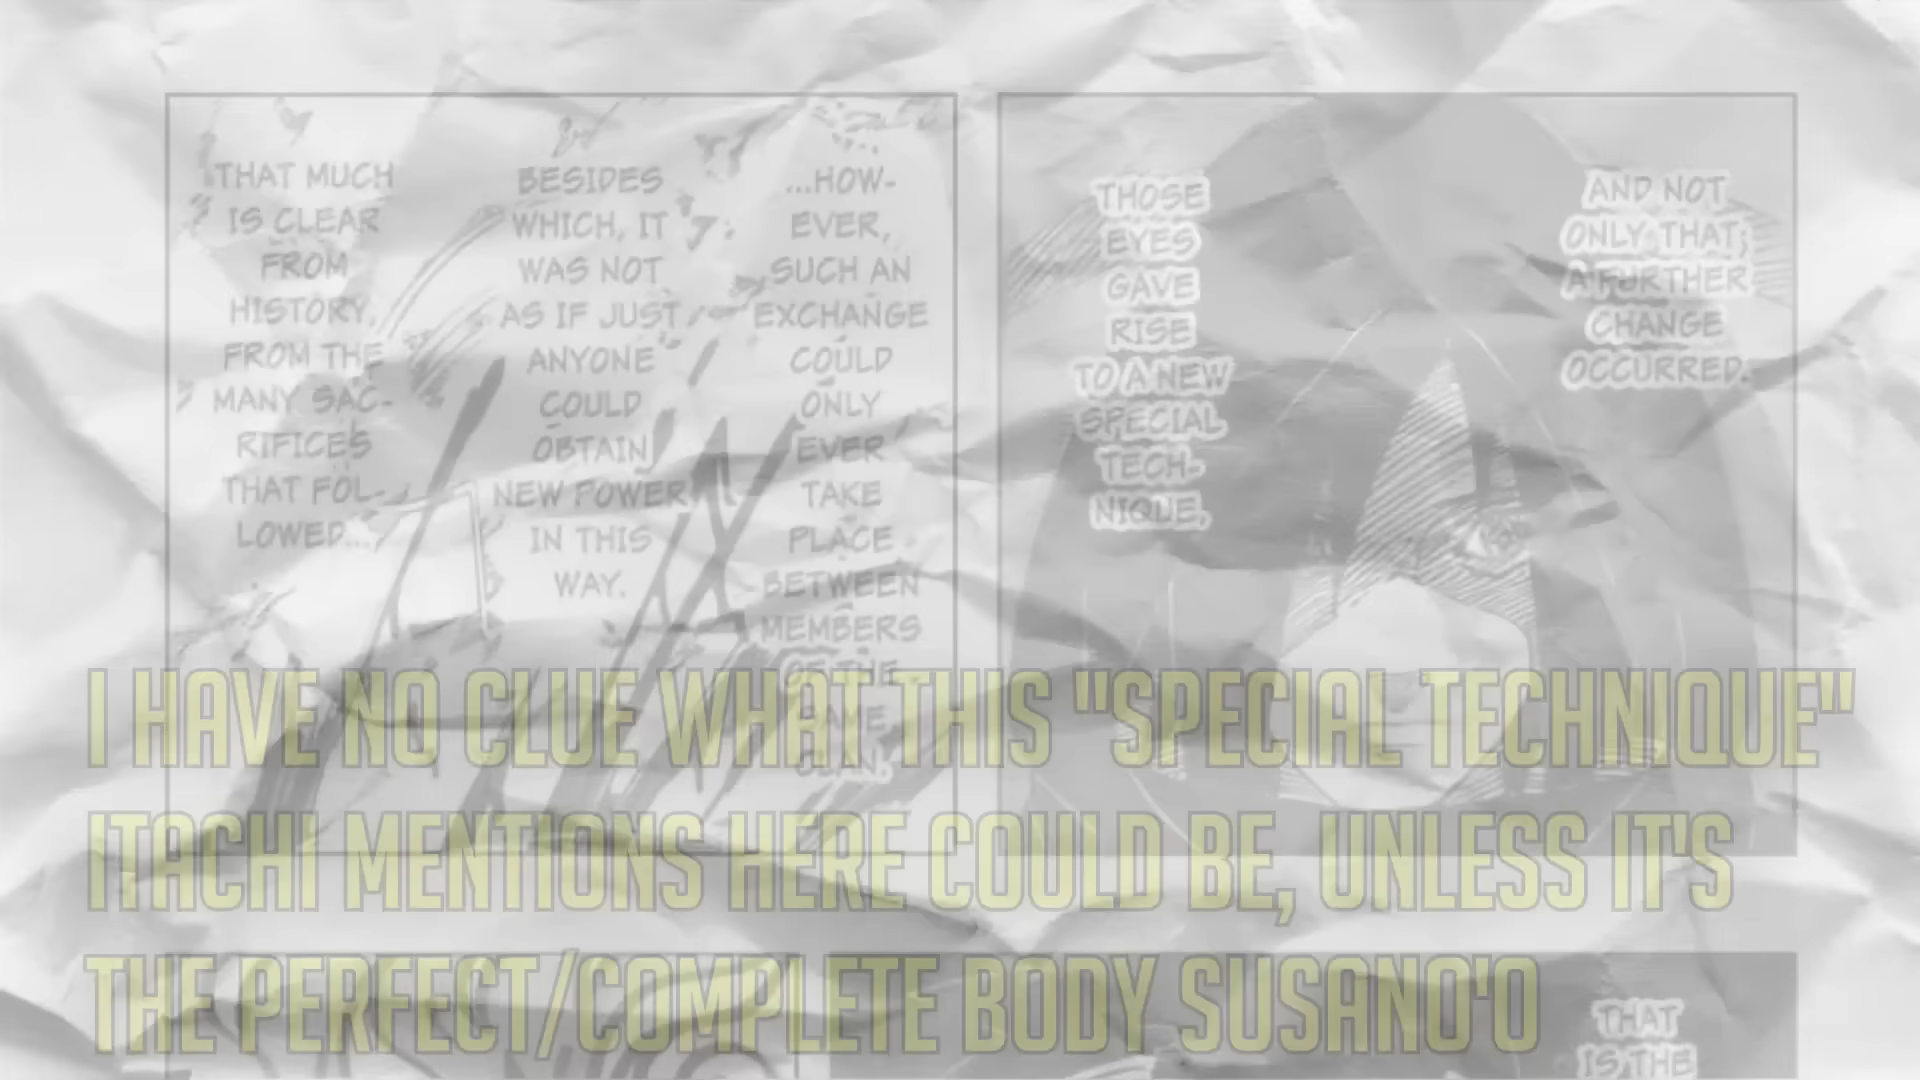 AND NOT
ONLY THAT;
A FURTHER
CHANGE
OCCURRED.
THOSE
EYES
GAVE
RISE
TO A NEW
SPECIAL
TECH-
NIQUE,
...HOW-
EVER,
SUCH AN
EXCHANGE
COULD
ONLY
EVER
TAKE
PLACE
BETWEEN
MEMBERS
OF THE
SAME
CLAN.
BESIDES
WHICH, IT
WAS NOT
AS IF JUST
ANYONE
COULD
OBTAIN
NEW POWER
IN THIS
WAY.
THAT MUCH
IS CLEAR
FROM
HISTORY,
FROM THE
MANY SAC-
RIFICES
THAT FOL-
LOWED...
THAT
IS THE
I HAVE NO CLUE WHAT THIS "SPECIAL TECHNIQUE"
ITACHI MENTIONS HERE COULD BE, UNLESS IT'S
THE PERFECT/COMPLETE BODY SUSANO'O